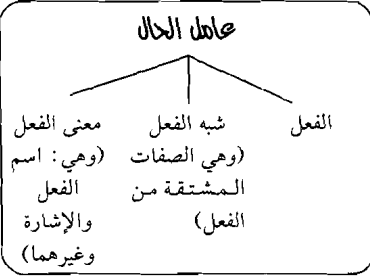 عامل الحال
الفعل
شبه الفعل
(وهي الصفات
المشتقة من
الفعل)
معنى الفعل
(وهي: اسم
الفعل
والإشارة
وغيرهما)